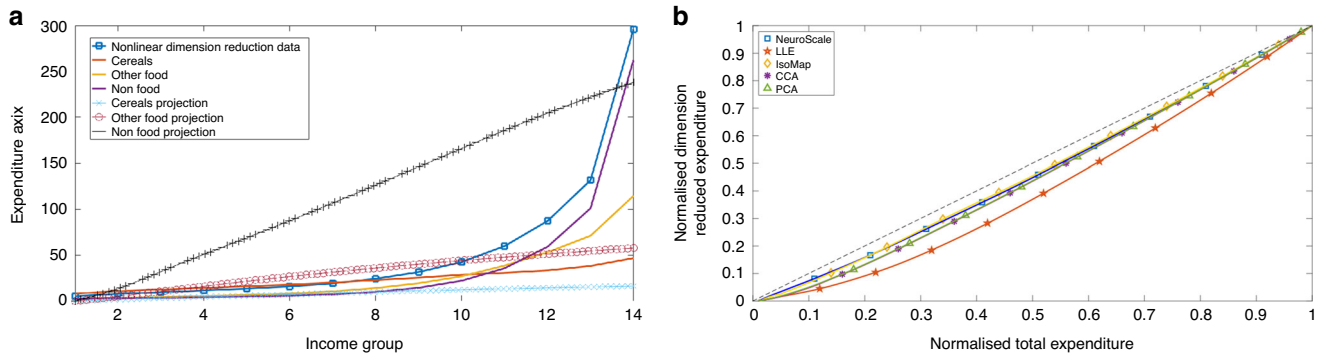 a
300
250
200
150
100
50
0
Expenditure axix
Nonlinear dimension reduction data
Cereals
Other food
Non food
Cereals projection
Other food projection
Non food projection
2 4 6 8 10 12 14
Income group
b
1
0.9
0.8
0.7
0.6
0.5
0.4
0.3
0.2
0.1
0
Normalised dimension
reduced expenditure
NeuroScale
LLE
IsoMap
CCA
PCA
0 0.1 0.2 0.3 0.4 0.5 0.6 0.7 0.8 0.9 1
Normalised total expenditure